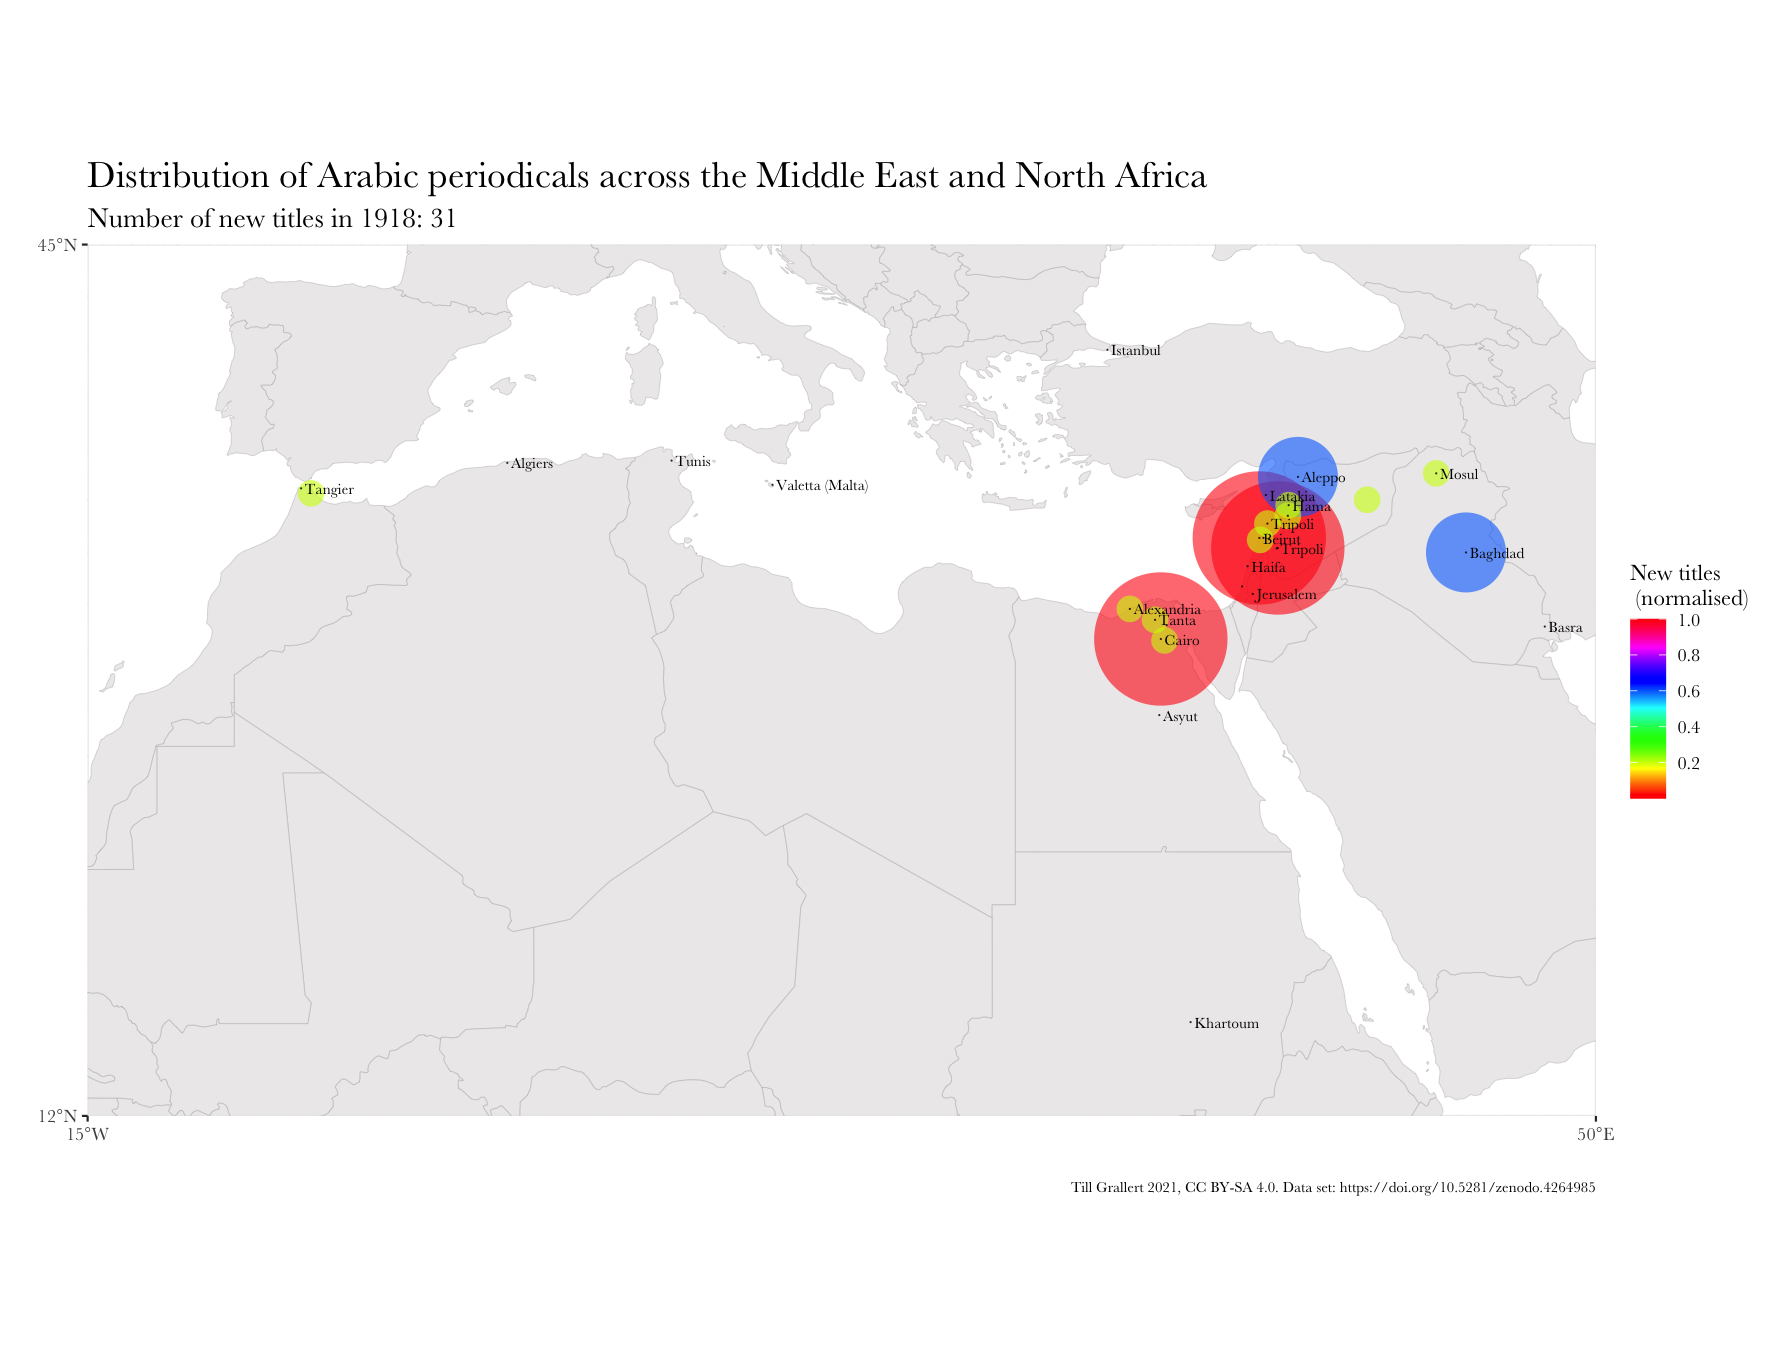 Distribution of Arabic periodicals across the Middle East and North Africa
Number of new titles in 1918: 31
45°N
Istanbul
Algiers
Tunis
Valetta (Malta)
Tangier
Aleppo
Mosul
Latakia
Hama
Tripoli
Beirut
Tripoli
Baghdad
Haifa
Jerusalem
Alexandria
Tanta
Cairo
Basra
Asyut
Khartoum
New titles
(normalised)
1.0
0.8
0.6
0.4
0.2
12°N
15°W
50°E
Till Grallert 2021, CC BY-SA 4.0. Data set: https://doi.org/10.5281/zenodo.4264985